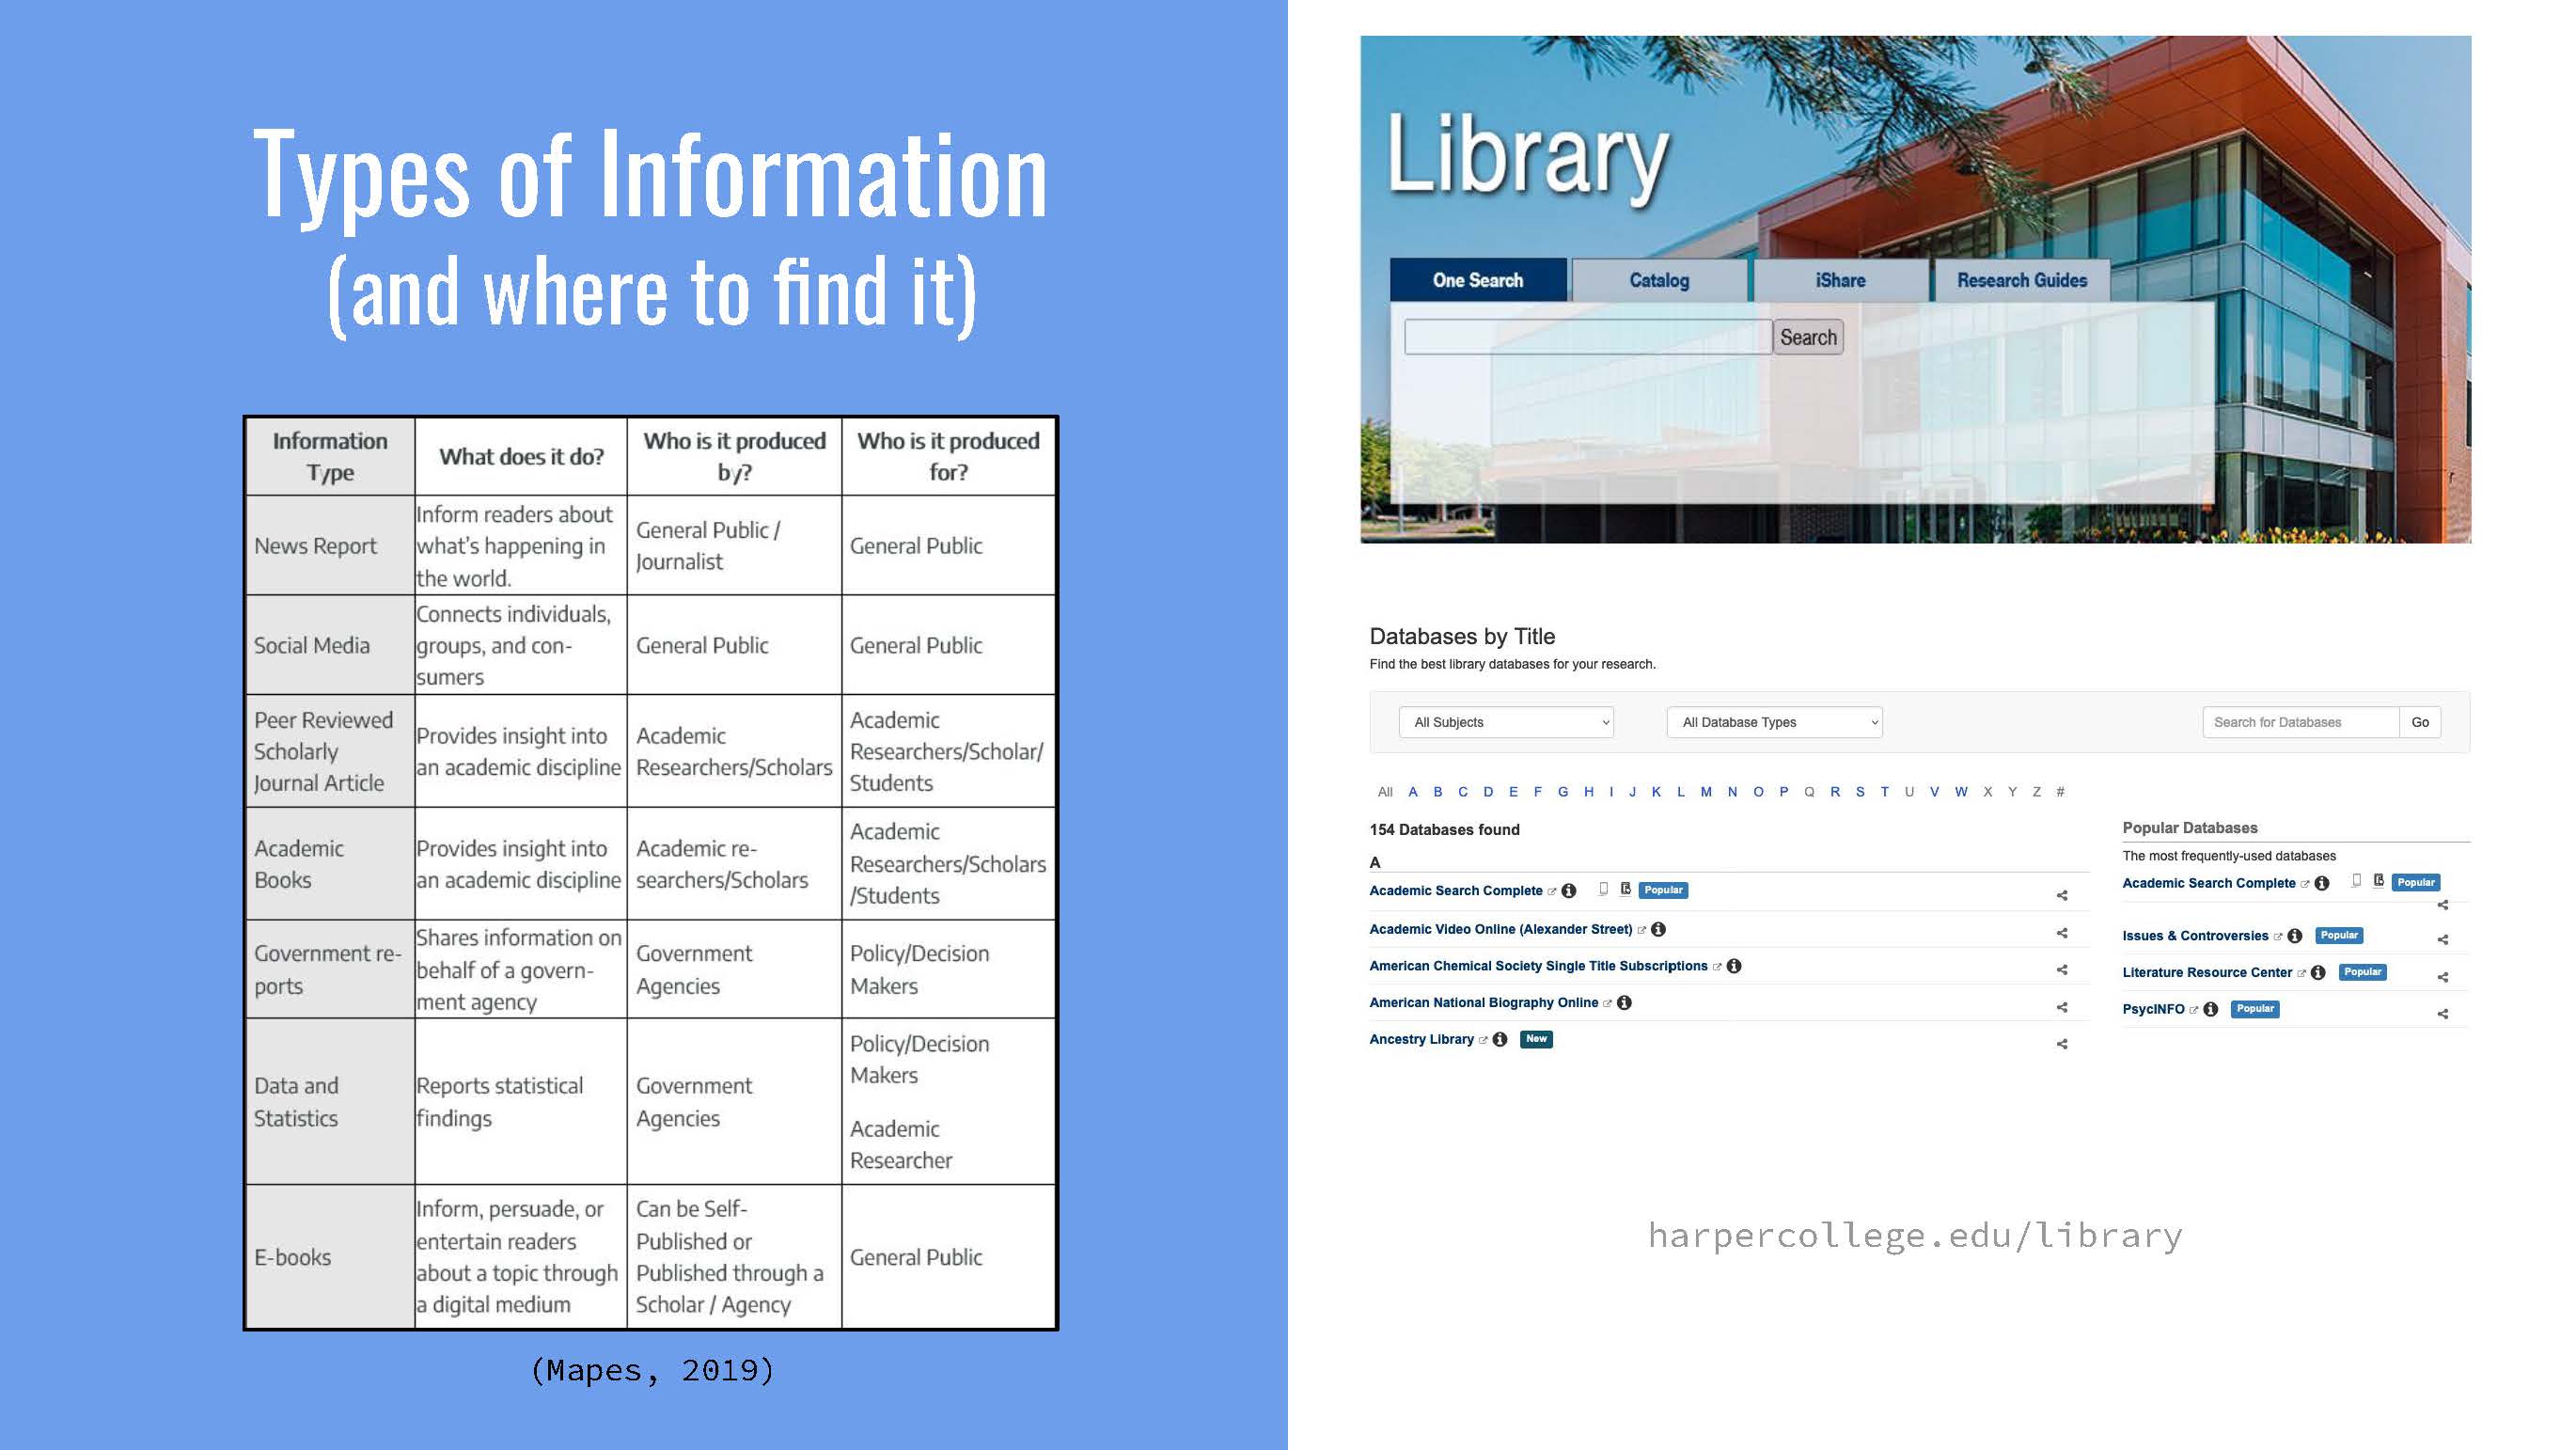 Types of Information
(and where to find it)
Information Type
What does it do?
Who is it produced by?
Who is it produced for?
News Report
Inform readers about
what's happening in
the world.
General Public /
Journalist
General Public
Social Media
Connects individuals,
groups, and con-
sumers
General Public
General Public
Peer Reviewed
Scholarly
Journal Article
Provides insight into
an academic discipline
Academic
Researchers/Scholars
Academic
Researchers/Scholar/
Students
Academic
Books
Provides insight into
an academic discipline
Academic re-
searchers/Scholars
Academic
Researchers/Scholars
/Students
Government re-
ports
Shares information on
behalf of a govern-
ment agency
Government
Agencies
Policy/Decision
Makers
Data and
Statistics
Reports statistical
findings
Government
Agencies
Policy/Decision
Makers
Academic
Researcher
E-books
Inform, persuade, or
entertain readers
about a topic through
a digital medium
Can be Self-
Published or
Published through a
Scholar / Agency
General Public
(Mapes, 2019)
Library
One Search Catalog iShare Research Guides
Search
Databases by Title
Find the best library databases for your research.
All Subjects All Database Types Search for Databases Go
All A B C D E F G H I J K L M N O P Q R S T U V W X Y Z #
154 Databases found
A
Academic Search Complete Popular
Academic Video Online (Alexander Street)
American Chemical Society Single Title Subscriptions
American National Biography Online
Ancestry Library New
Popular Databases
The most frequently-used databases
Academic Search Complete Popular
Issues & Controversies Popular
Literature Resource Center Popular
PsycINFO Popular
harpercollege.edu/library